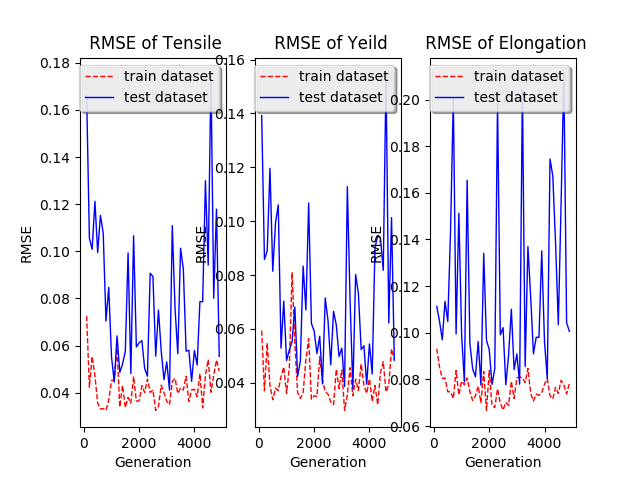 RMSE of Tensile
train dataset
test dataset
0.18
0.16
0.14
0.12
0.10
0.08
0.06
0.04
RMSE
0
2000
4000
Generation
RMSE of Yeild
train dataset
test dataset
0.16
0.14
0.12
0.10
0.08
0.06
0.04
RMSE
0
2000
4000
Generation
RMSE of Elongation
train dataset
test dataset
0.20
0.18
0.16
0.14
0.12
0.10
0.08
0.06
RMSE
0
2000
4000
Generation